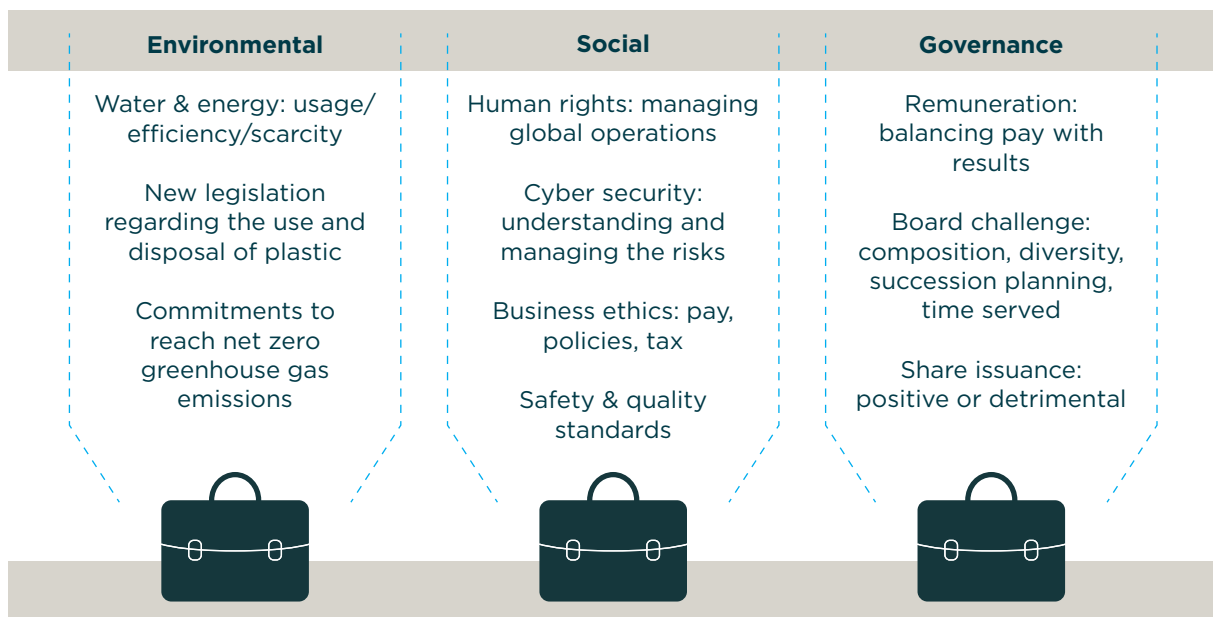 Environmental
Water & energy: usage/
efficiency/scarcity
New legislation
regarding the use and
disposal of plastic
Commitments to
reach net zero
greenhouse gas
emissions
Social
Human rights: managing
global operations
Cyber security:
understanding and
managing the risks
Business ethics: pay,
policies, tax
Safety & quality
standards
Governance
Remuneration:
balancing pay with
results
Board challenge:
composition, diversity,
succession planning,
time served
Share issuance:
positive or detrimental